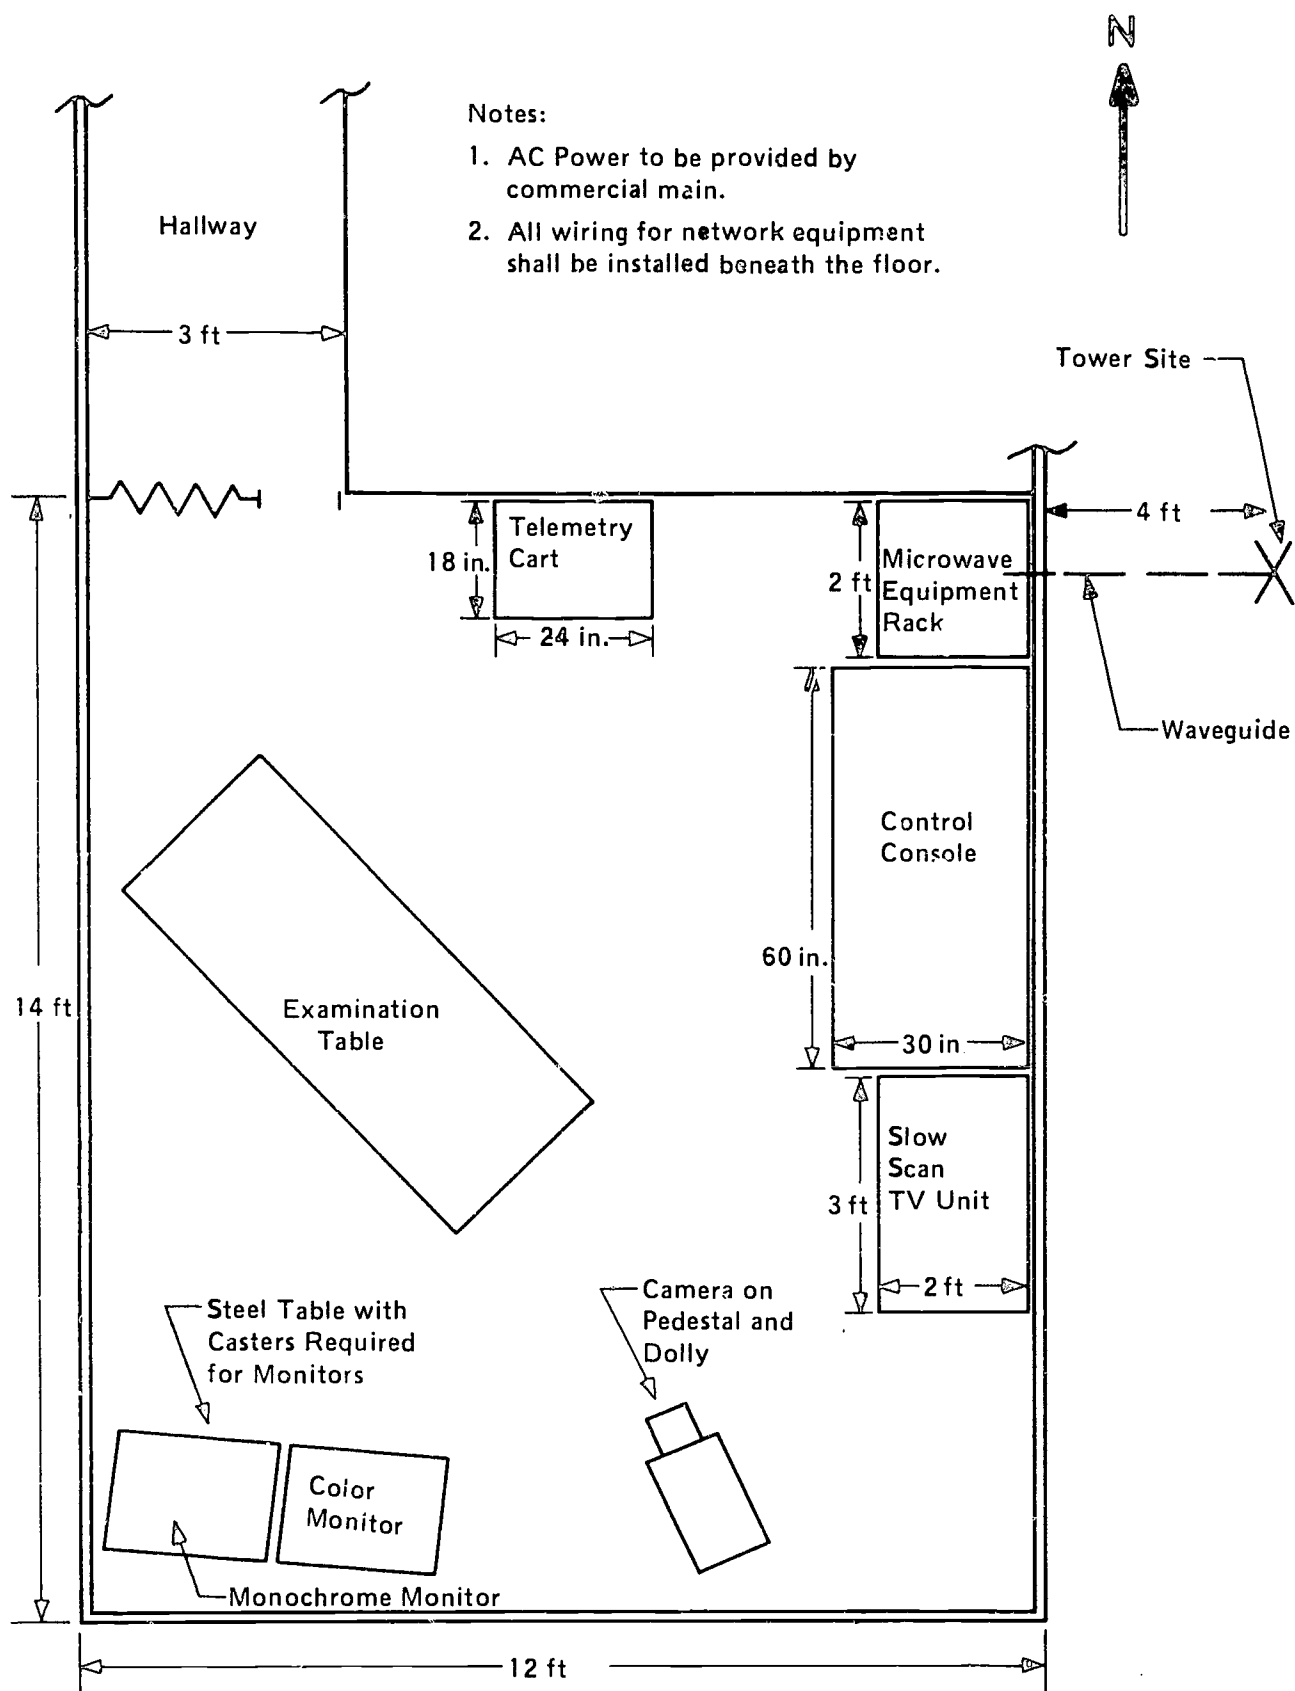 N
Notes:
1. AC Power to be provided by
commercial main.
2. All wiring for network equipment
shall be installed beneath the floor.
Hallway
3 ft
Tower Site
4 ft
Telemetry
Cart
18 in.
24 in.
Microwave
Equipment
Rack
2 ft
Waveguide
Control
Console
60 in.
30 in
14 ft
Examination
Table
Slow
Scan
TV Unit
3 ft
2 ft
Steel Table with
Casters Required
for Monitors
Camera on
Pedestal and
Dolly
Color
Monitor
Monochrome Monitor
12 ft